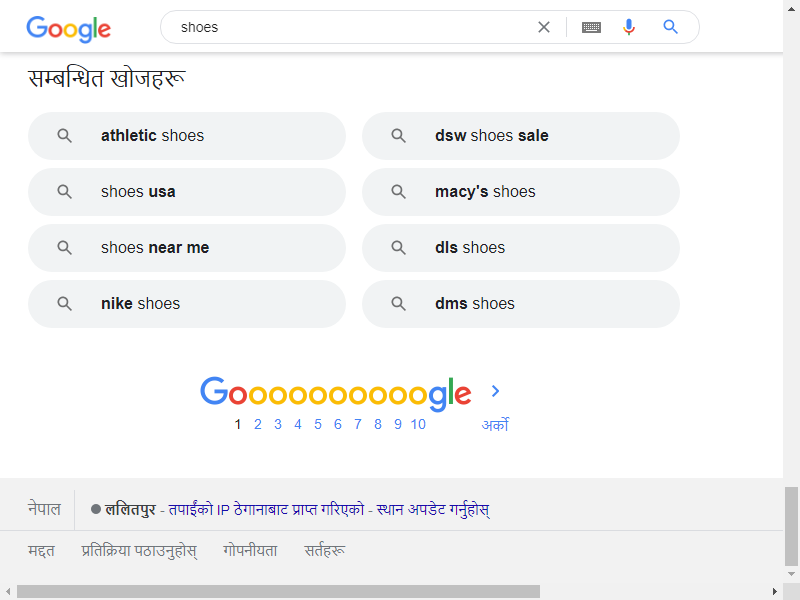 Google
shoes
सम्बन्धित खोजहरू
athletic shoes
dsw shoes sale
shoes usa
macy's shoes
shoes near me
dls shoes
nike shoes
dms shoes
Goooooooooogle
1 2 3 4 5 6 7 8 9 10 अर्को
नेपाल ललितपुर - तपाईंको IP ठेगानाबाट प्राप्त गरिएको - स्थान अपडेट गर्नुहोस्
मद्दत प्रतिक्रिया पठाउनुहोस् गोपनीयता सर्तहरू